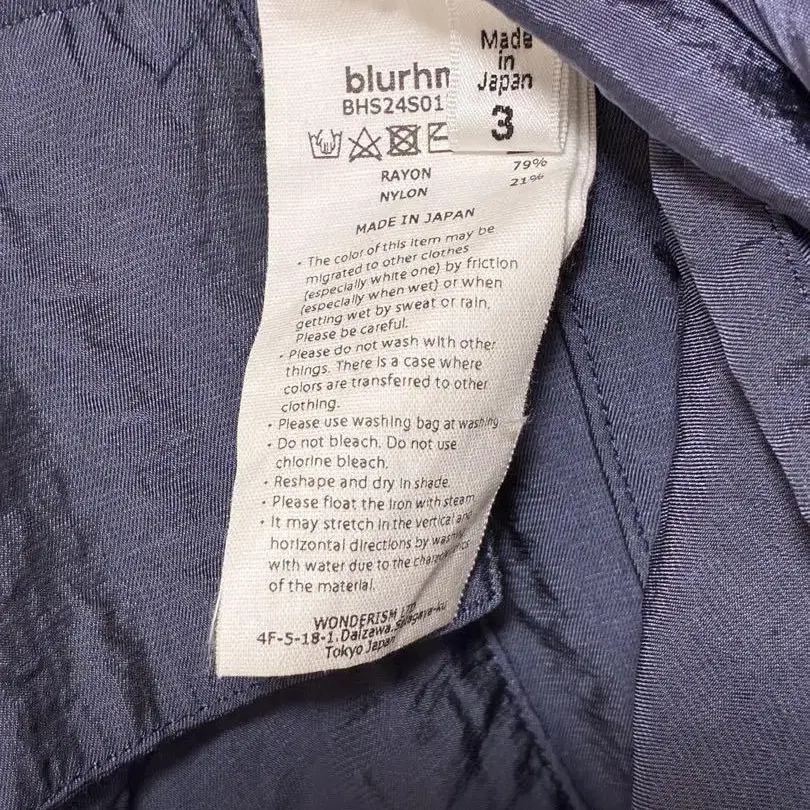 Made
in
Japan
3
blurhm
BHS24S01
RAYON 79%
NYLON 21%
MADE IN JAPAN
• The color of this item may be
migrated to other clothes
(especially white one) by friction
(especially when wet) or when
getting wet by sweat or rain.
Please be careful.
• Please do not wash with other
things. There is a case where
colors are transferred to other
clothing.
• Please use washing bag at washing
• Do not bleach. Do not use
chlorine bleach.
• Reshape and dry in shade.
• Please float the iron with steam
• It may stretch in the vertical and
horizontal directions by
with water due to the
of the material.
WONDERISM LTD
4F-5-18-1, Daizawa,
Tokyo Japan